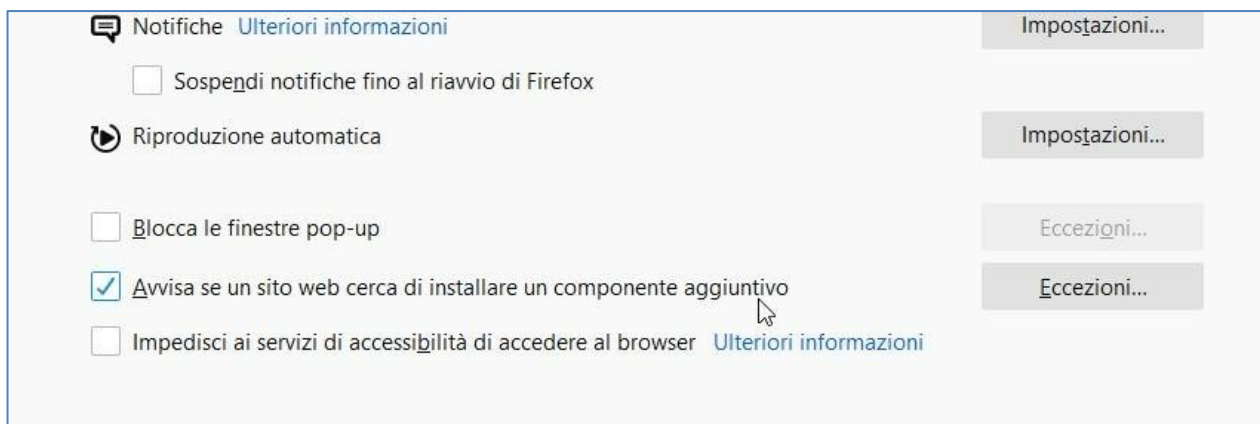 Notifiche Ulteriori informazioni Impostazioni...
Sospendi notifiche fino al riavvio di Firefox
Riproduzione automatica Impostazioni...
Blocca le finestre pop-up Eccezioni...
Avvisa se un sito web cerca di installare un componente aggiuntivo Eccezioni...
Impedisci ai servizi di accessibilità di accedere al browser Ulteriori informazioni